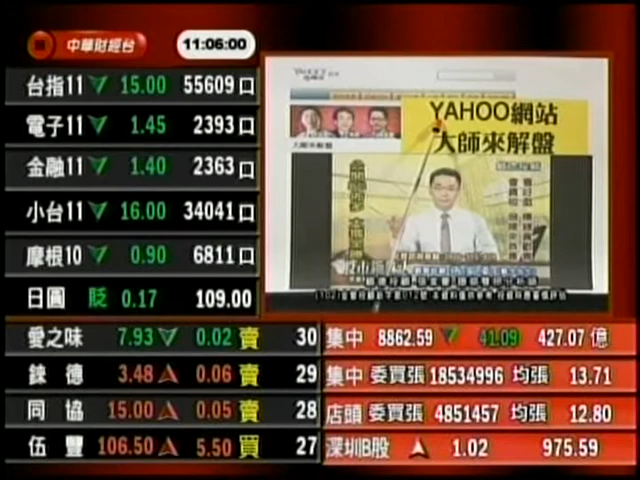 中華財經台
11:06:00
台指11 15.00 55609口
電子11 1.45 2393口
金融11 1.40 2363口
小台11 16.00 34041口
摩根10 0.90 6811口
日圓 貶 0.17 109.00
YAHOO網站
大師來解盤
愛之味 7.93 0.02 賣 30
錸德 3.48 0.06 賣 29
同協 15.00 0.05 賣 28
伍豐 106.50 5.50 買 27
集中 8862.59 41.09 427.07 億
集中 委買張 18534996 均張 13.71
店頭 委買張 4851457 均張 12.80
深圳B股 1.02 975.59